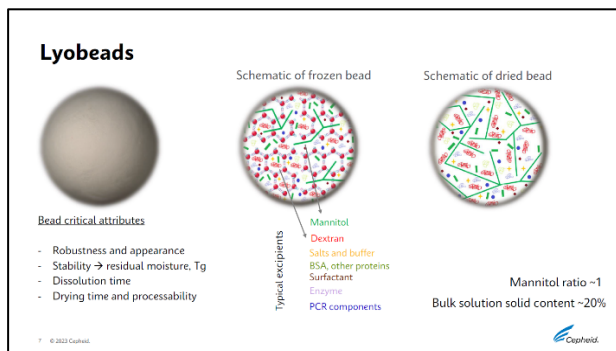 Lyobeads
Schematic of frozen bead
Schematic of dried bead
Bead critical attributes
- Robustness and appearance
- Stability → residual moisture, Tg
- Dissolution time
- Drying time and processability
Typical excipients
Mannitol
Dextran
Salts and buffer
BSA, other proteins
Surfactant
Enzyme
PCR components
Mannitol ratio ~1
Bulk solution solid content ~20%
7 © 2023 Cepheid.
Cepheid.